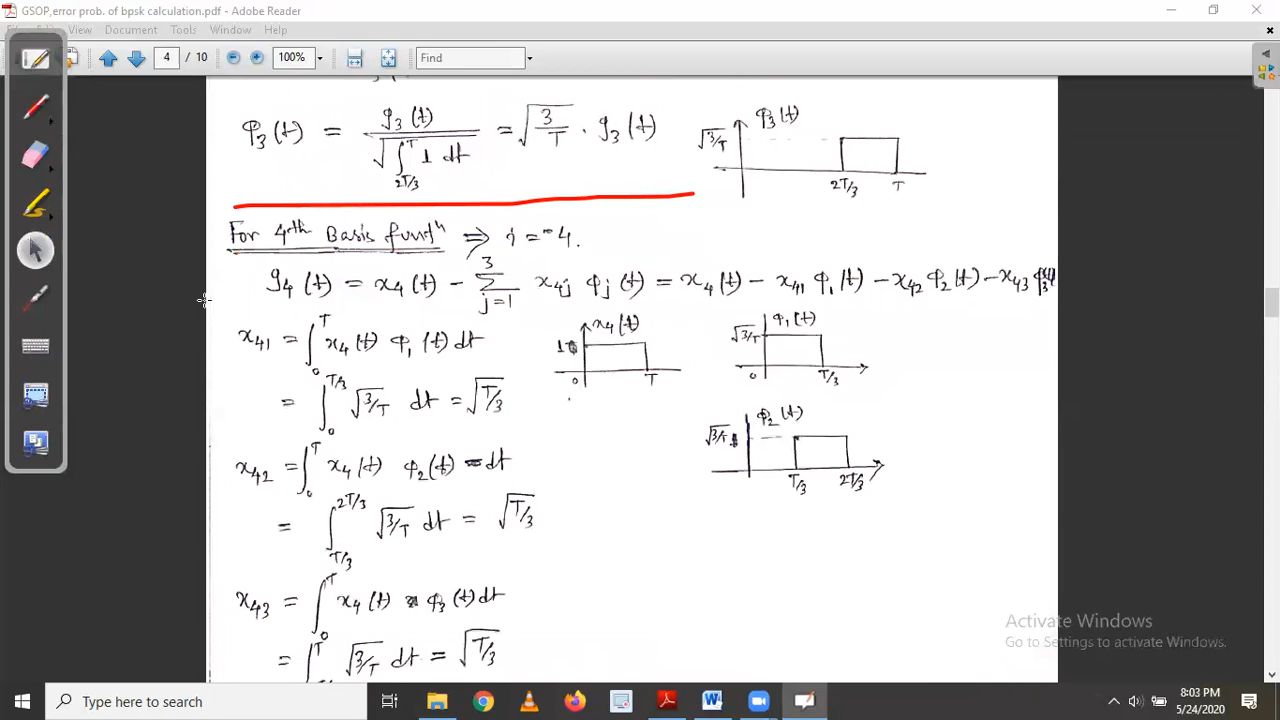 GSOP,error prob. of bpsk calculation.pdf - Adobe Reader
File Edit View Document Tools Window Help
4 / 10 100% Find
φ3(t) = g3(t) / √(∫_{2T/3}^{T} 1 dt) = √(3/T) · g3(t)
φ3(t)
√3/T
2T/3 T
For 4th Basis funcⁿ ⇒ i = 4.
g4(t) = x4(t) - Σ_{j=1}^{3} x4j φj(t) = x4(t) - x41 φ1(t) - x42 φ2(t) - x43 φ3
x41 = ∫_0^T x4(t) φ1(t) dt
x4(t)
1
0 T
φ1(t)
√3/T
0 T/3
= ∫_0^{T/3} √3/T dt = √T/3
φ2(t)
√3/T
T/3 2T/3
x42 = ∫_0^T x4(t) φ2(t) dt
= ∫_{T/3}^{2T/3} √3/T dt = √T/3
x43 = ∫_0^T x4(t) φ3(t) dt
= ∫^T √3/T dt = √T/3
Activate Windows
Go to Settings to activate Windows.
Type here to search
8:03 PM
5/24/2020